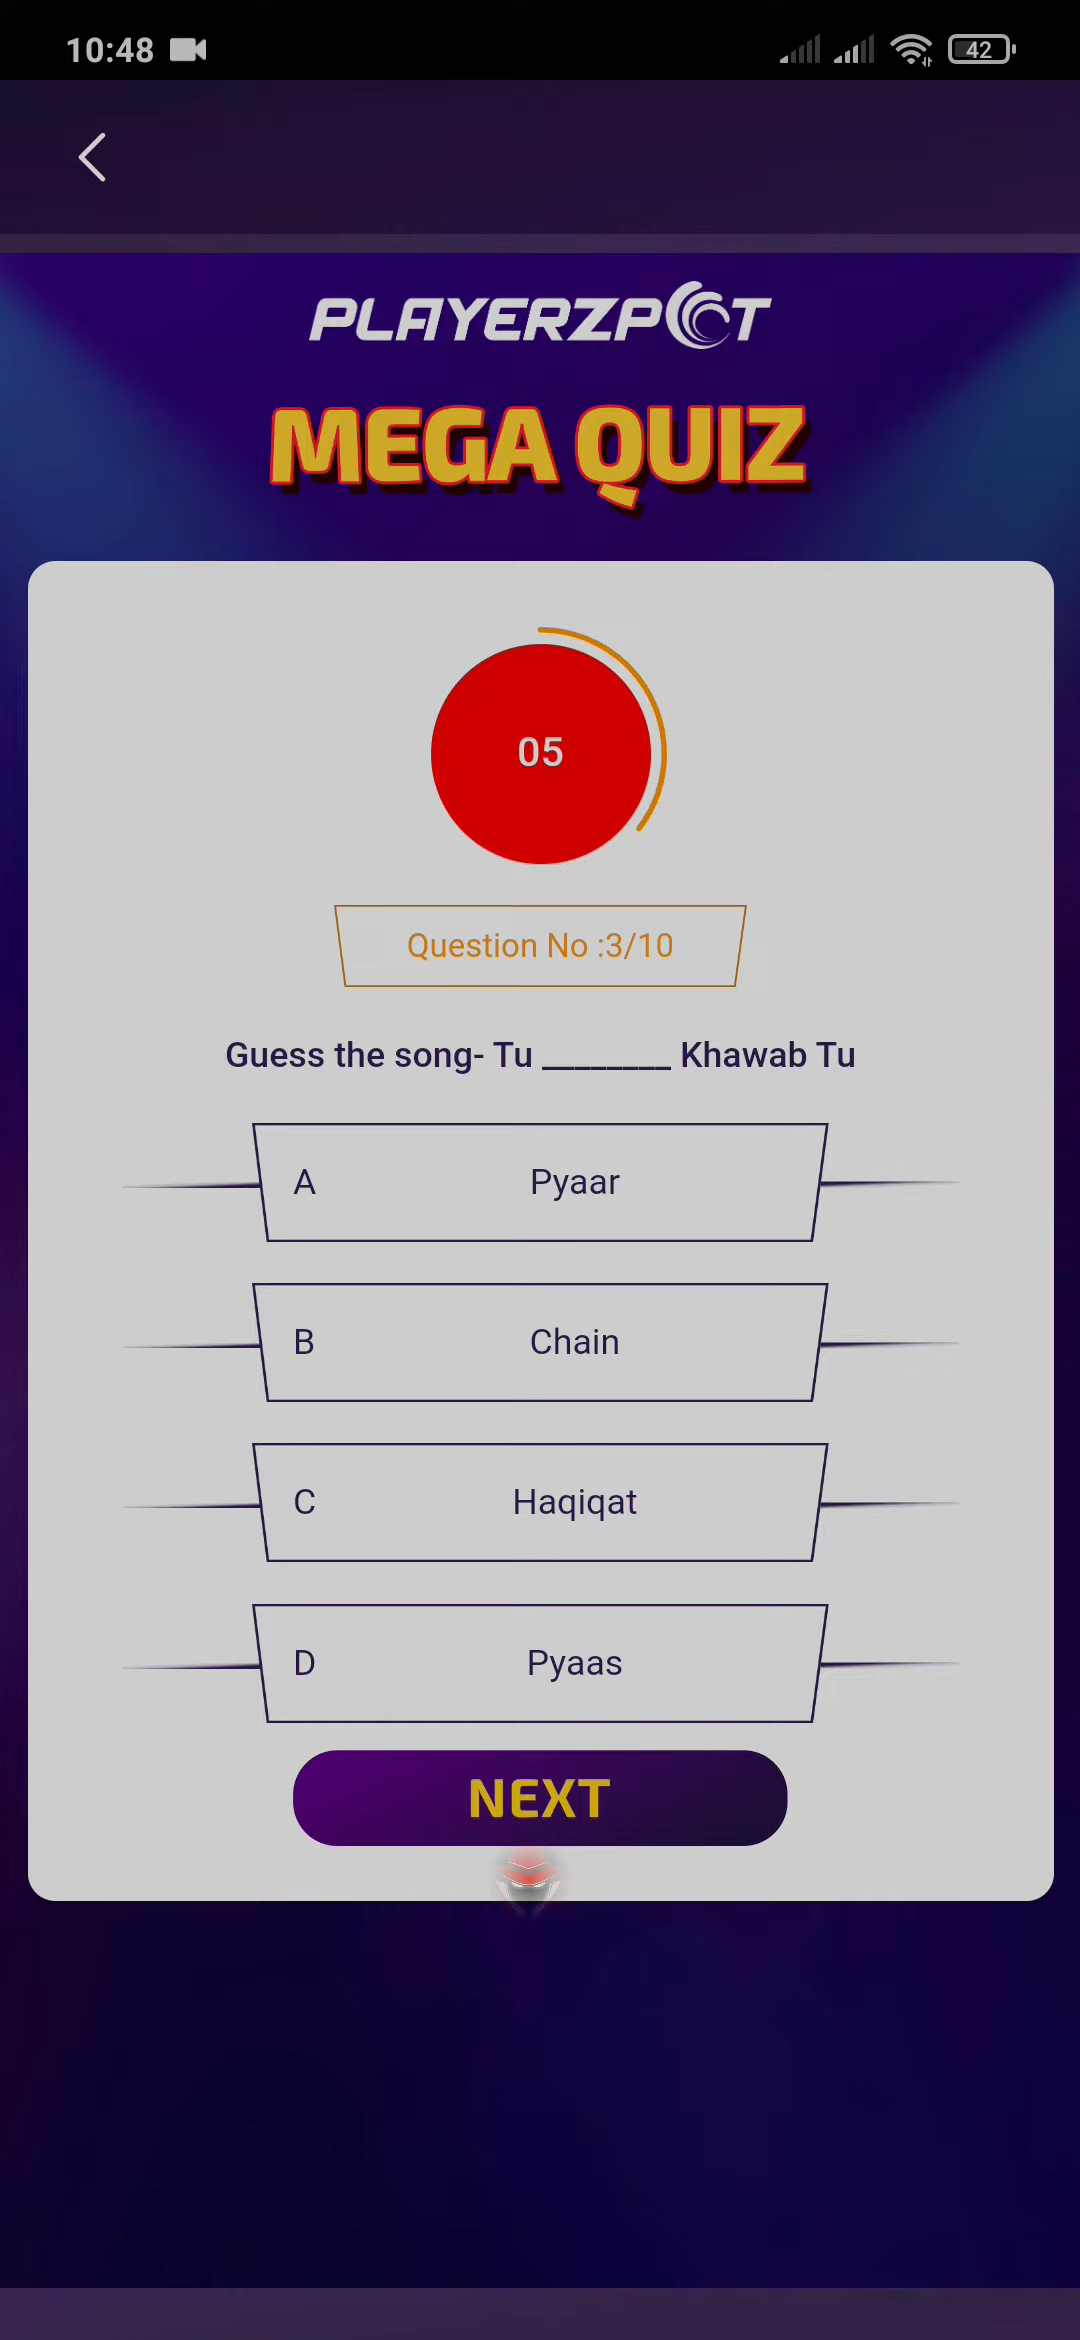 10:48
42
PLAYERZPOT
MEGA QUIZ
05
Question No :3/10
Guess the song- Tu ________ Khawab Tu
A Pyaar
B Chain
C Haqiqat
D Pyaas
NEXT